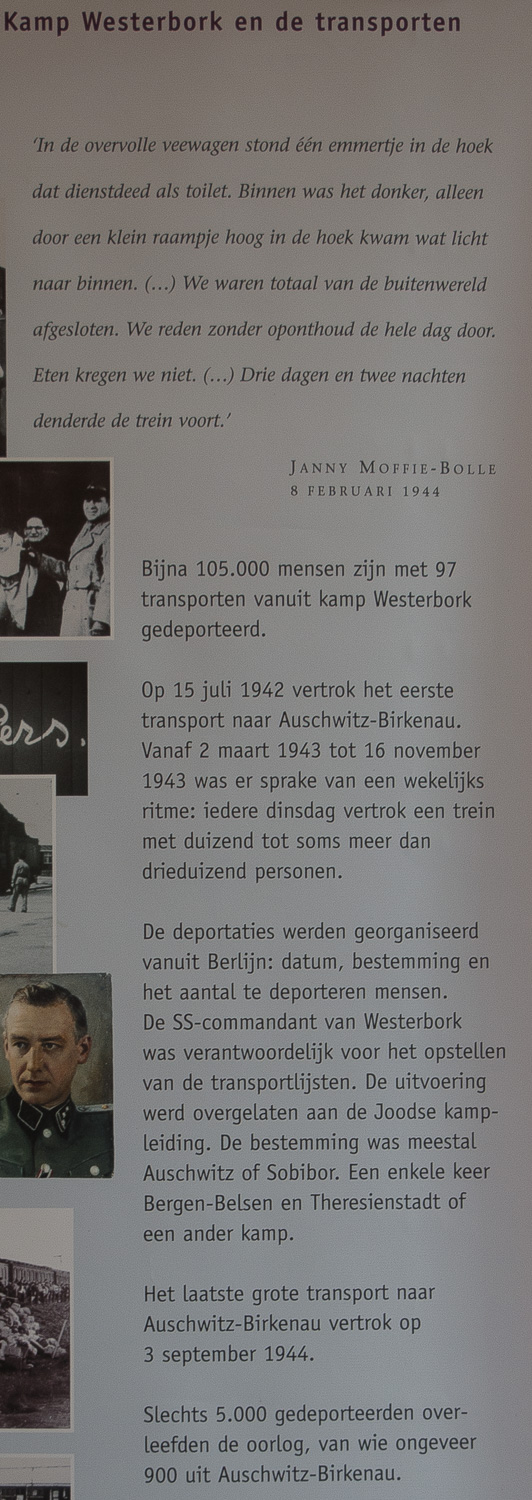 Kamp Westerbork en de transporten
‘In de overvolle veewagen stond één emmertje in de hoek
dat dienstdeed als toilet. Binnen was het donker, alleen
door een klein raampje hoog in de hoek kwam wat licht
naar binnen. (...) We waren totaal van de buitenwereld
afgesloten. We reden zonder oponthoud de hele dag door.
Eten kregen we niet. (...) Drie dagen en twee nachten
denderde de trein voort.’
JANNY MOFFIE-BOLLE
8 FEBRUARI 1944
Bijna 105.000 mensen zijn met 97
transporten vanuit kamp Westerbork
gedeporteerd.
Op 15 juli 1942 vertrok het eerste
transport naar Auschwitz-Birkenau.
Vanaf 2 maart 1943 tot 16 november
1943 was er sprake van een wekelijks
ritme: iedere dinsdag vertrok een trein
met duizend tot soms meer dan
drieduizend personen.
De deportaties werden georganiseerd
vanuit Berlijn: datum, bestemming en
het aantal te deporteren mensen.
De SS-commandant van Westerbork
was verantwoordelijk voor het opstellen
van de transportlijsten. De uitvoering
werd overgelaten aan de Joodse kamp-
leiding. De bestemming was meestal
Auschwitz of Sobibor. Een enkele keer
Bergen-Belsen en Theresienstadt of
een ander kamp.
Het laatste grote transport naar
Auschwitz-Birkenau vertrok op
3 september 1944.
Slechts 5.000 gedeporteerden over-
leefden de oorlog, van wie ongeveer
900 uit Auschwitz-Birkenau.